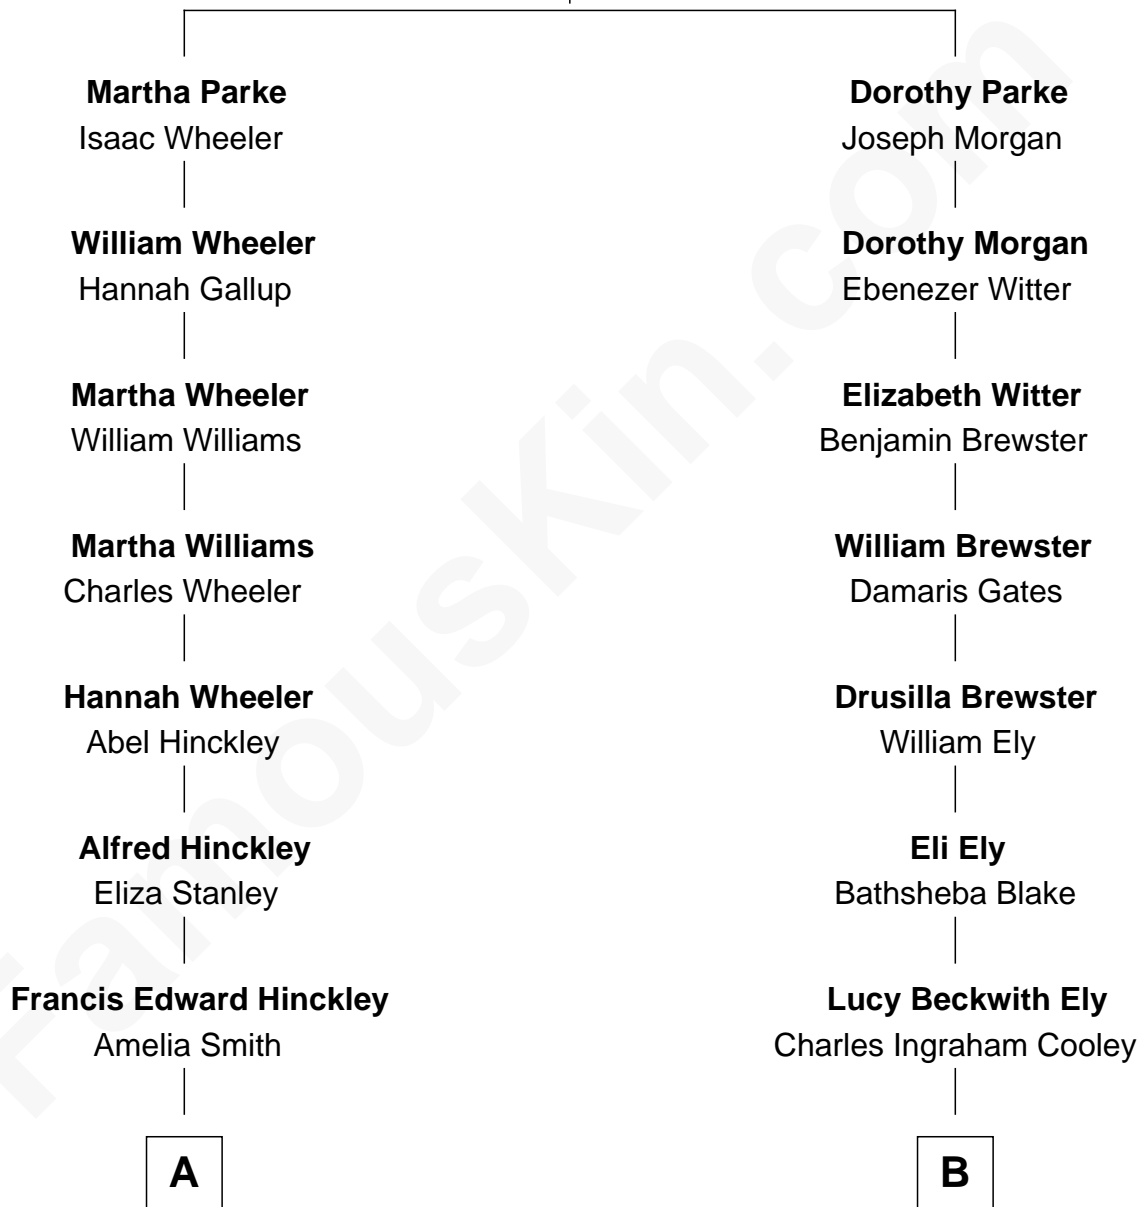 Martha Parke
Isaac Wheeler
William Wheeler
Hannah Gallup
Martha Wheeler
William Williams
Martha Williams
Charles Wheeler
Hannah Wheeler
Abel Hinckley
Alfred Hinckley
Eliza Stanley
Francis Edward Hinckley
Amelia Smith
A
Dorothy Parke
Joseph Morgan
Dorothy Morgan
Ebenezer Witter
Elizabeth Witter
Benjamin Brewster
William Brewster
Damaris Gates
Drusilla Brewster
William Ely
Eli Ely
Bathsheba Blake
Lucy Beckwith Ely
Charles Ingraham Cooley
B
FamousKin.com